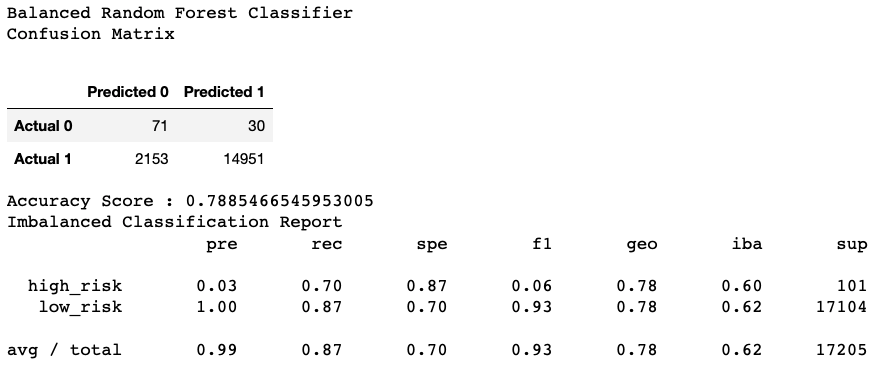 Balanced Random Forest Classifier
Confusion Matrix
Predicted 0 Predicted 1
Actual 0 71 30
Actual 1 2153 14951
Accuracy Score : 0.7885466545953005
Imbalanced Classification Report
pre rec spe f1 geo iba sup
high_risk 0.03 0.70 0.87 0.06 0.78 0.60 101
low_risk 1.00 0.87 0.70 0.93 0.78 0.62 17104
avg / total 0.99 0.87 0.70 0.93 0.78 0.62 17205